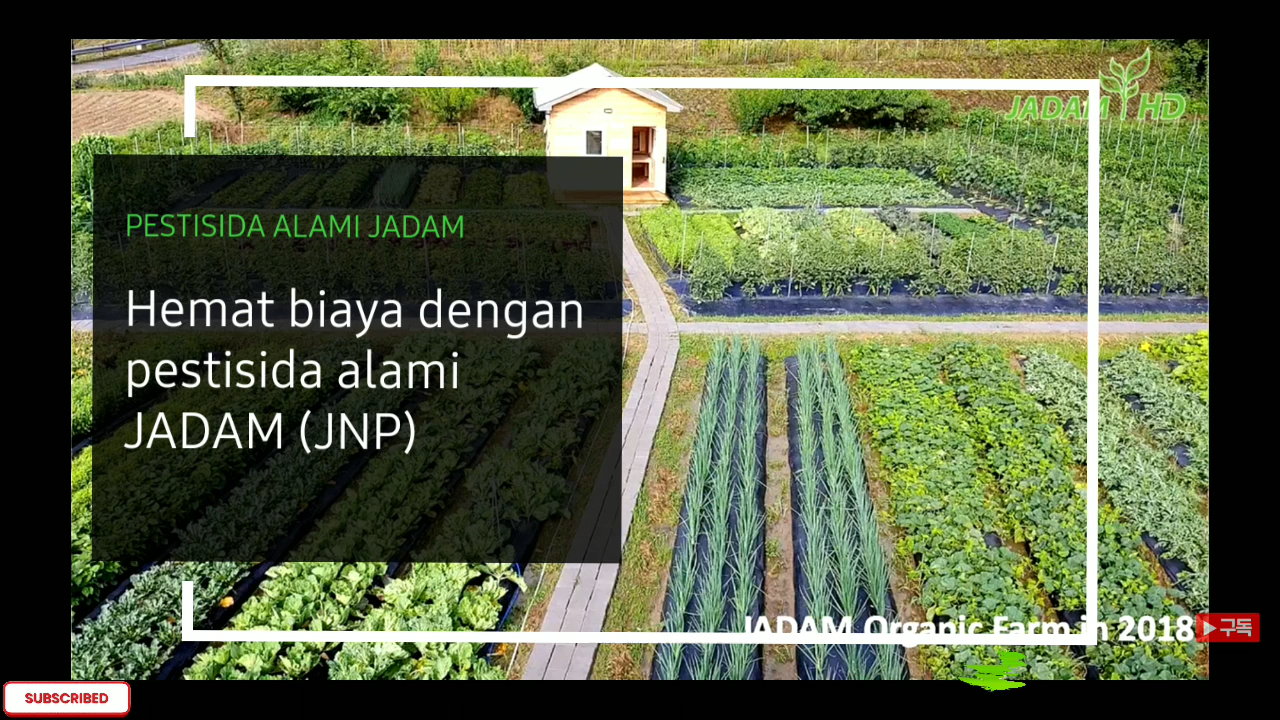 JADAM HD
PESTISIDA ALAMI JADAM
Hemat biaya dengan
pestisida alami
JADAM (JNP)
JADAM Organic Farm in 2018
구독
SUBSCRIBED